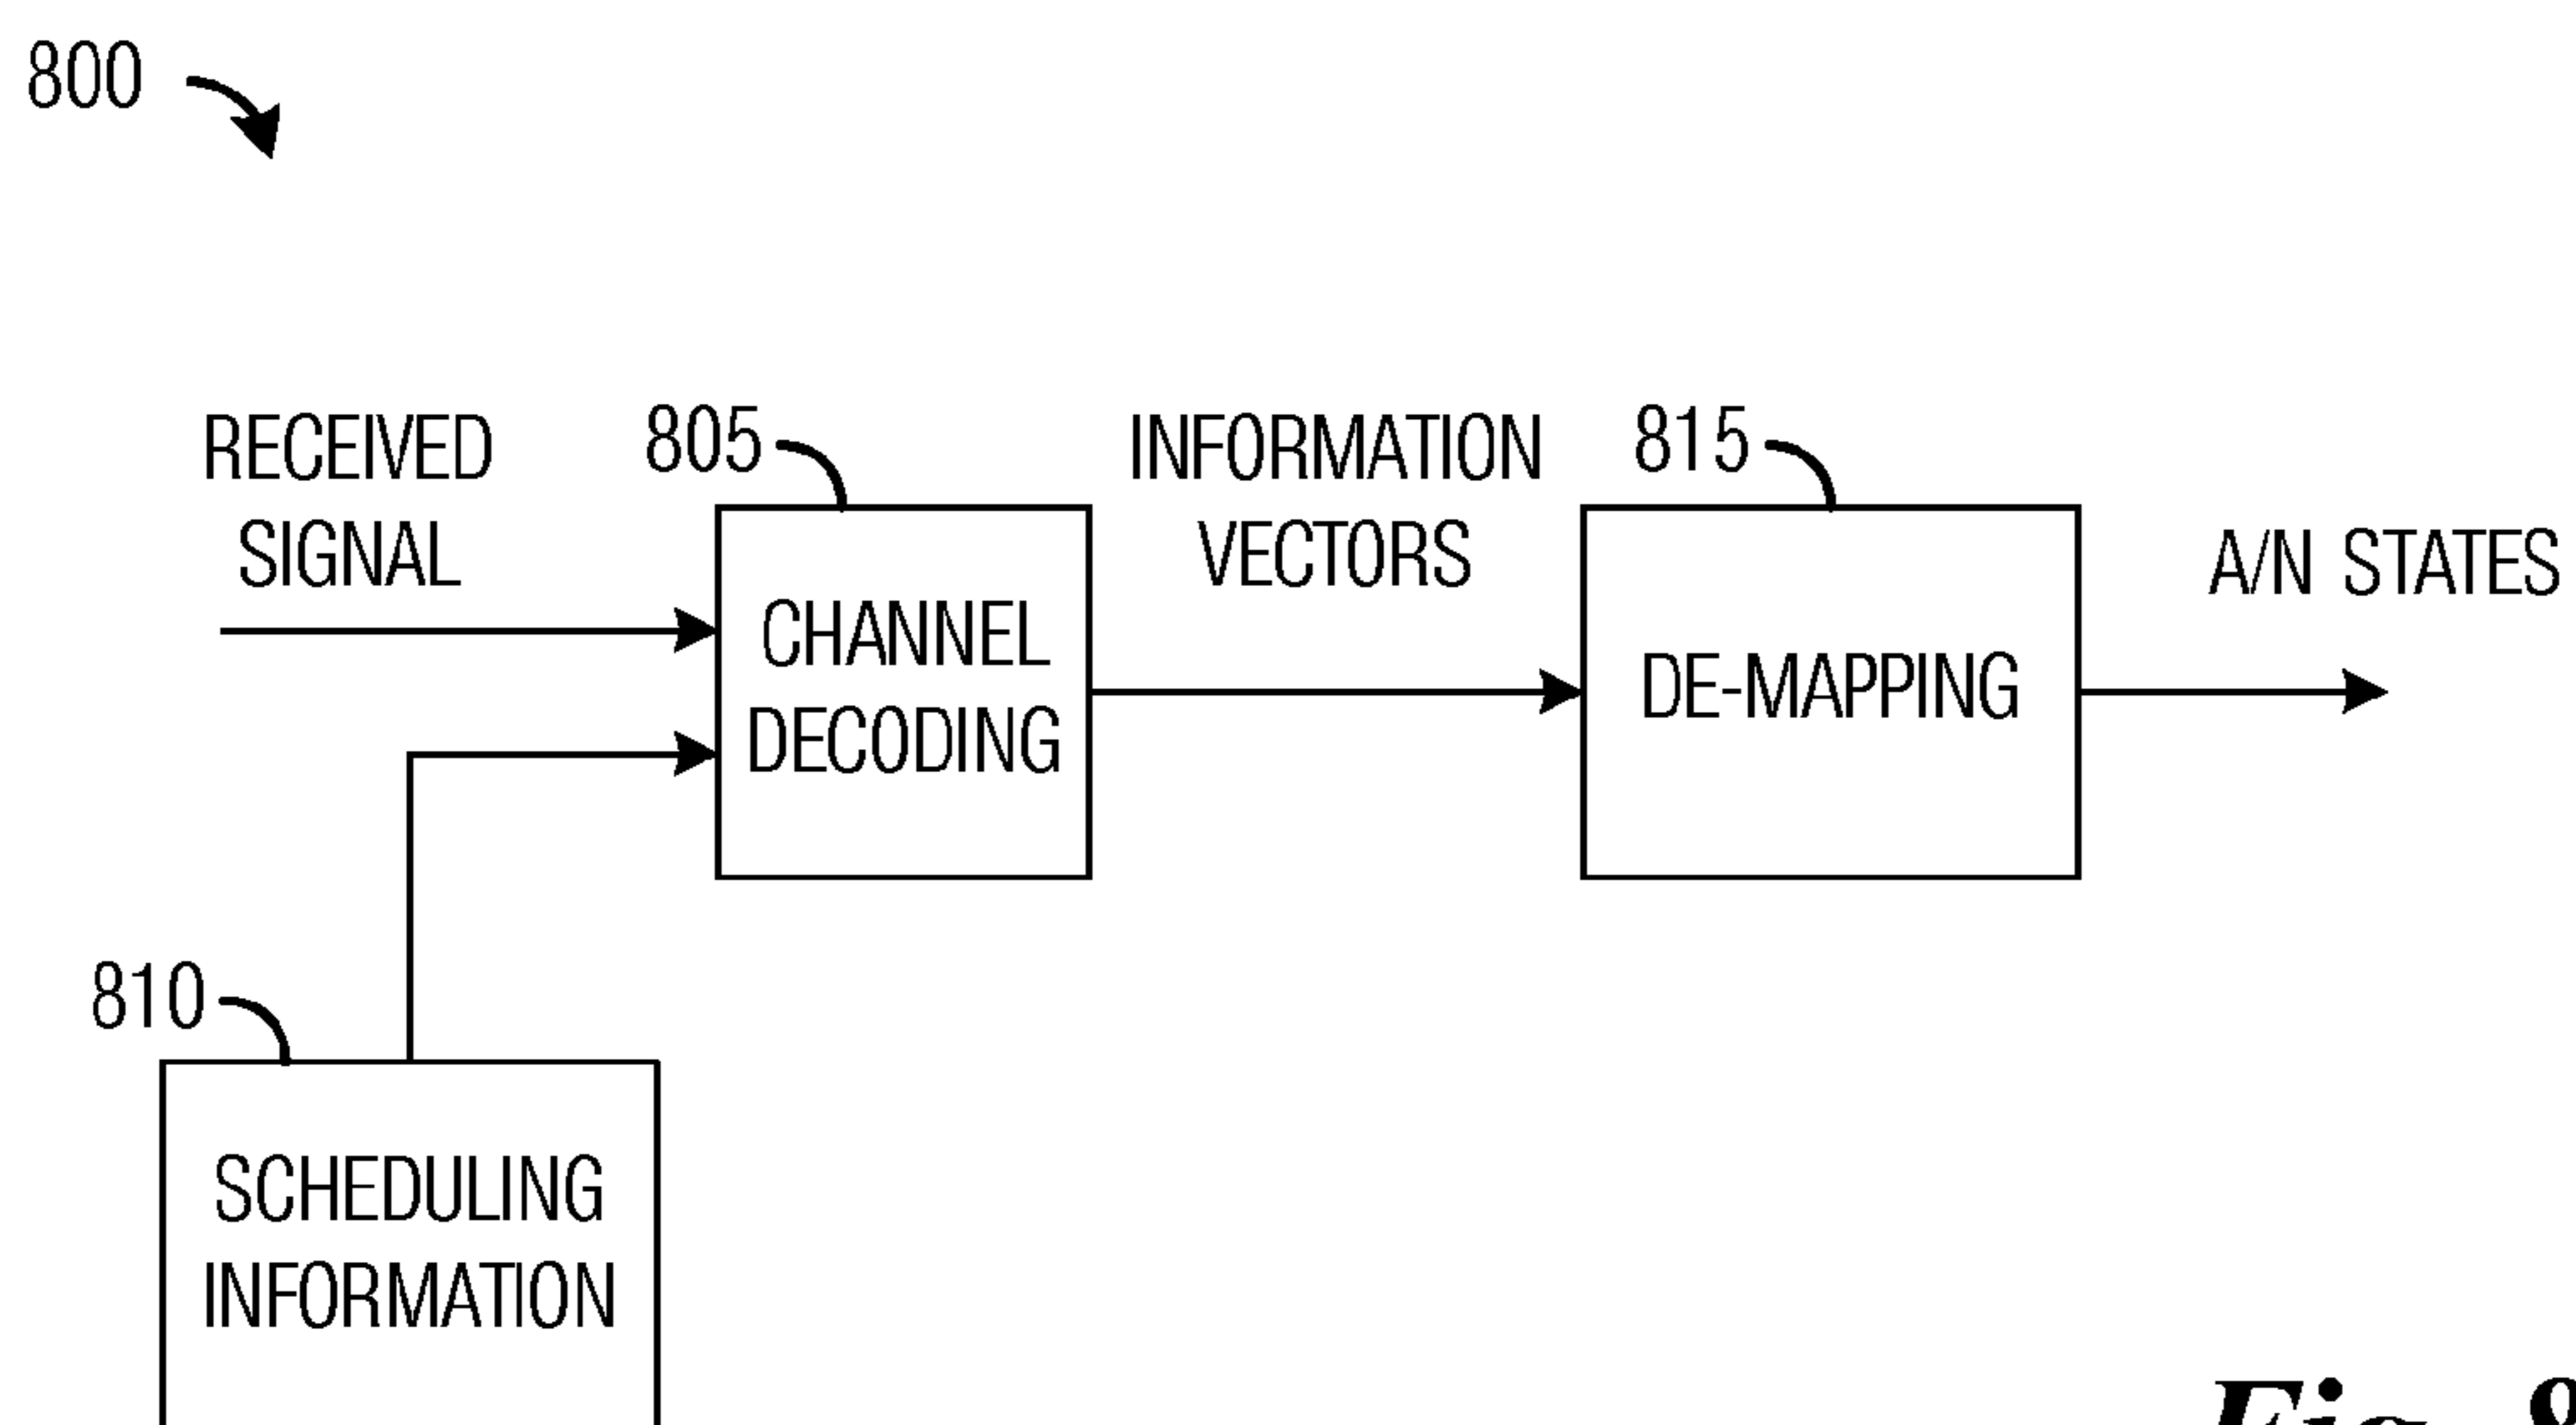 800
RECEIVED
SIGNAL
805
INFORMATION
VECTORS
815
A/N STATES
CHANNEL
DECODING
DE-MAPPING
810
SCHEDULING
INFORMATION